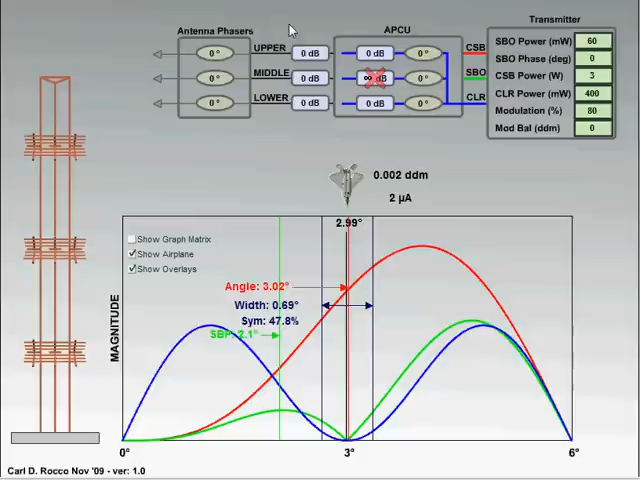 Transmitter
Antenna Phasers
APCU
UPPER
MIDDLE
LOWER
0 °
0 °
0 °
0 dB
0 dB
0 dB
0 dB
∞ dB
0 dB
0 °
0 °
0 °
CSB
SBO
CLR
SBO Power (mW) 60
SBO Phase (deg) 0
CSB Power (W) 3
CLR Power (mW) 400
Modulation (%) 80
Mod Bal (ddm) 0
0.002 ddm
2 µA
2.99°
Show Graph Matrix
Show Airplane
Show Overlays
Angle: 3.02°
Width: 0.69°
Sym: 47.8%
SBP: 2.1°
MAGNITUDE
0°
3°
6°
Carl D. Rocco Nov '09 - ver: 1.0